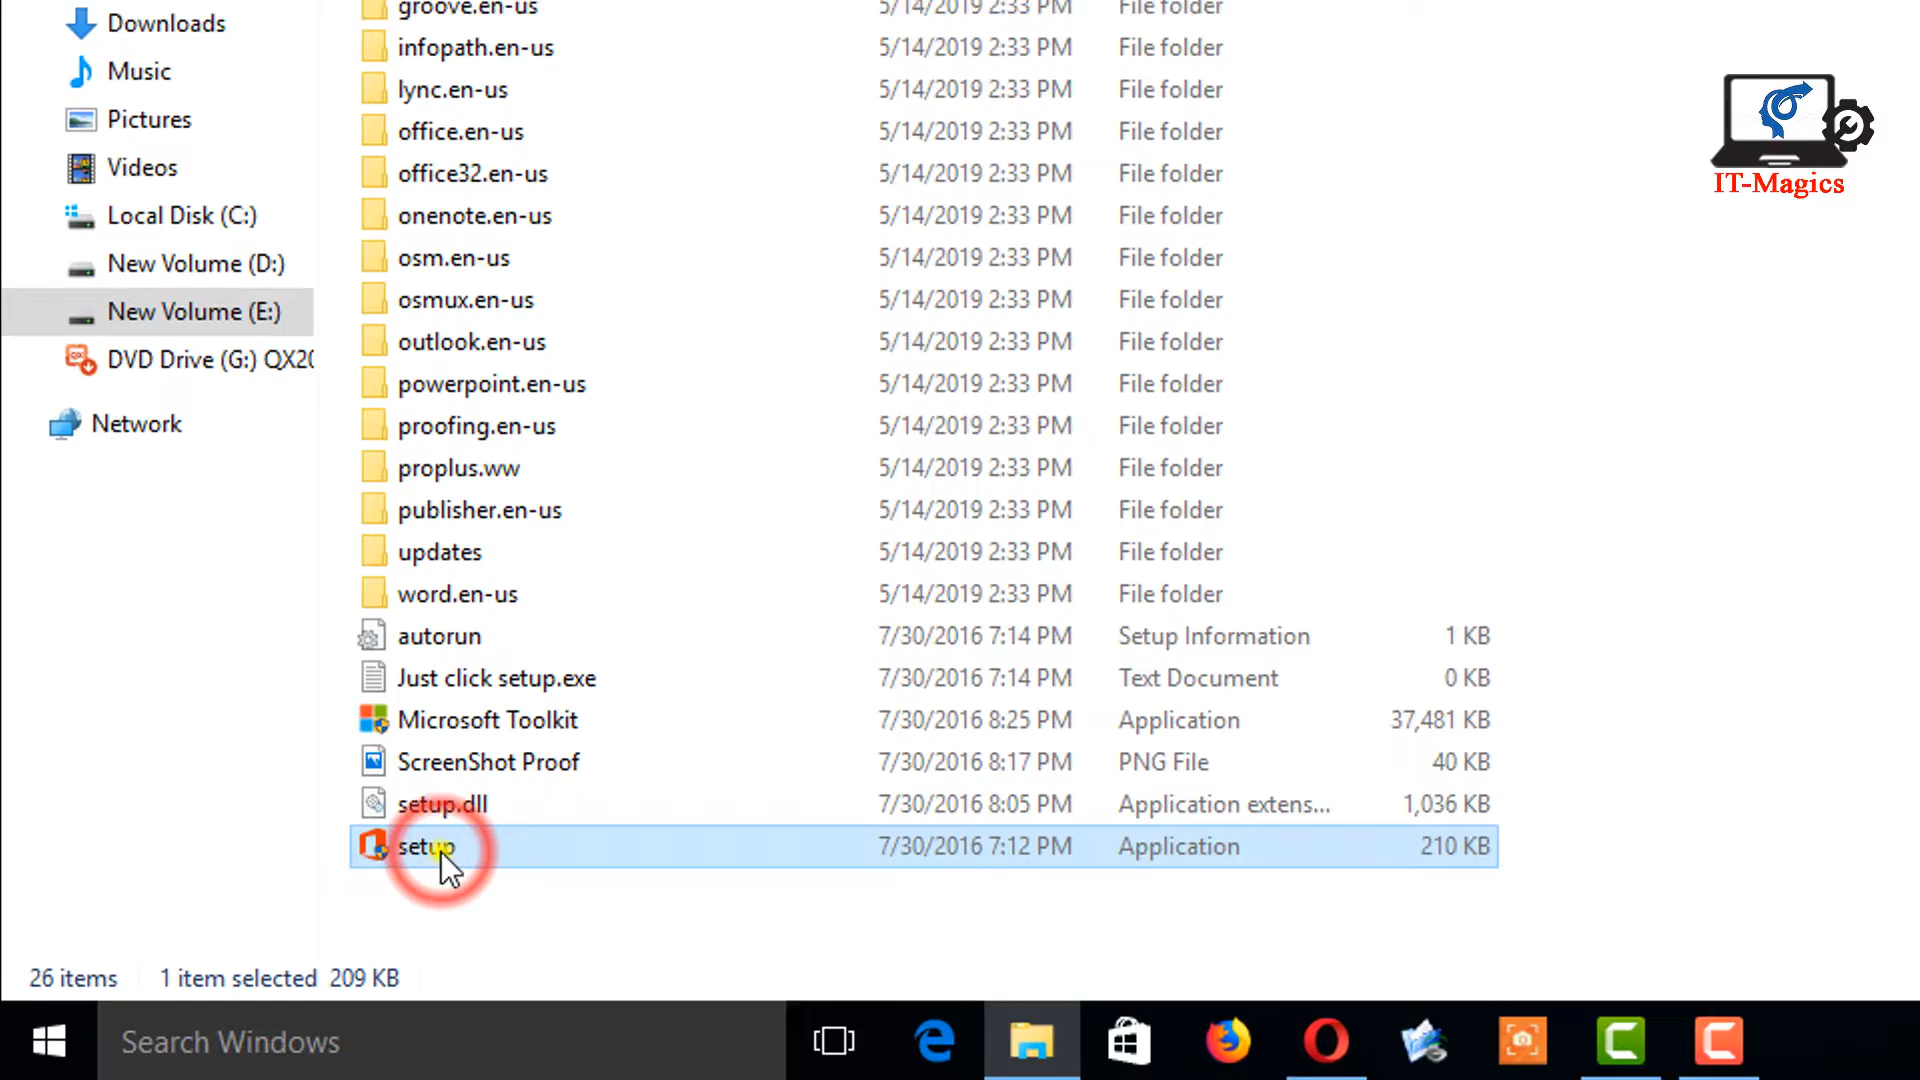 Downloads
Music
Pictures
Videos
Local Disk (C:)
New Volume (D:)
New Volume (E:)
DVD Drive (G:) QX20
Network
groove.en-us 5/14/2019 2:33 PM File folder
infopath.en-us 5/14/2019 2:33 PM File folder
lync.en-us 5/14/2019 2:33 PM File folder
office.en-us 5/14/2019 2:33 PM File folder
office32.en-us 5/14/2019 2:33 PM File folder
onenote.en-us 5/14/2019 2:33 PM File folder
osm.en-us 5/14/2019 2:33 PM File folder
osmux.en-us 5/14/2019 2:33 PM File folder
outlook.en-us 5/14/2019 2:33 PM File folder
powerpoint.en-us 5/14/2019 2:33 PM File folder
proofing.en-us 5/14/2019 2:33 PM File folder
proplus.ww 5/14/2019 2:33 PM File folder
publisher.en-us 5/14/2019 2:33 PM File folder
updates 5/14/2019 2:33 PM File folder
word.en-us 5/14/2019 2:33 PM File folder
autorun 7/30/2016 7:14 PM Setup Information 1 KB
Just click setup.exe 7/30/2016 7:14 PM Text Document 0 KB
Microsoft Toolkit 7/30/2016 8:25 PM Application 37,481 KB
ScreenShot Proof 7/30/2016 8:17 PM PNG File 40 KB
setup.dll 7/30/2016 8:05 PM Application extens... 1,036 KB
setup 7/30/2016 7:12 PM Application 210 KB
IT-Magics
26 items 1 item selected 209 KB
Search Windows